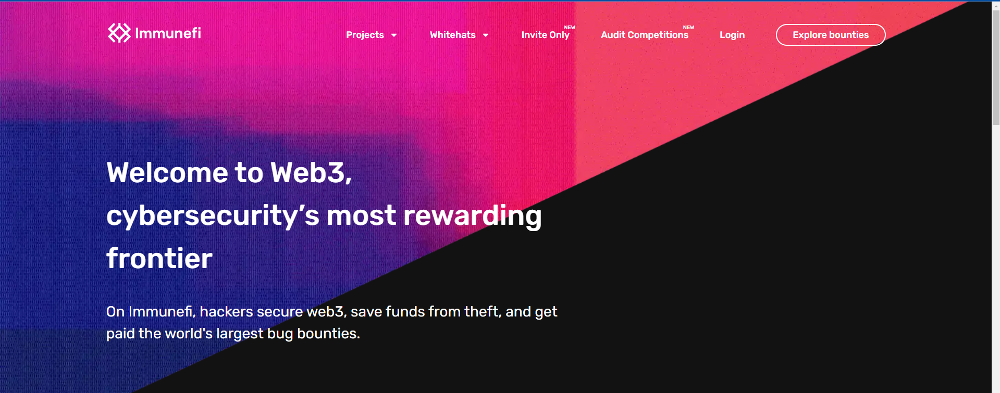 Immunefi
Projects
Whitehats
Invite Only NEW
Audit Competitions NEW
Login
Explore bounties
Welcome to Web3,
cybersecurity’s most rewarding
frontier
On Immunefi, hackers secure web3, save funds from theft, and get
paid the world's largest bug bounties.